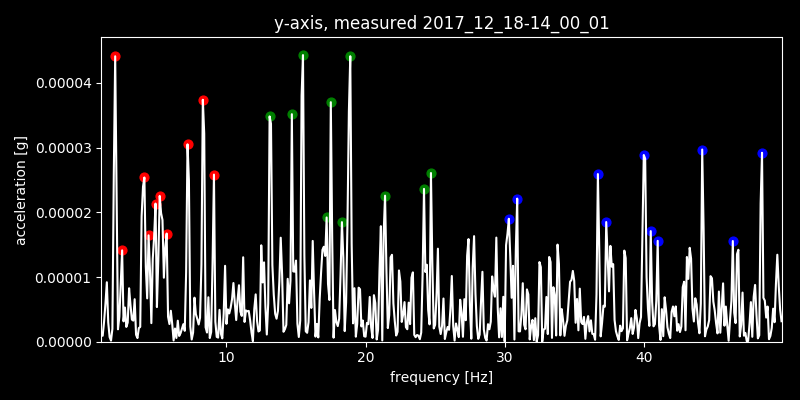 y-axis, measured 2017_12_18-14_00_01
acceleration [g]
0.00004
0.00003
0.00002
0.00001
0.00000
10 20 30 40
frequency [Hz]